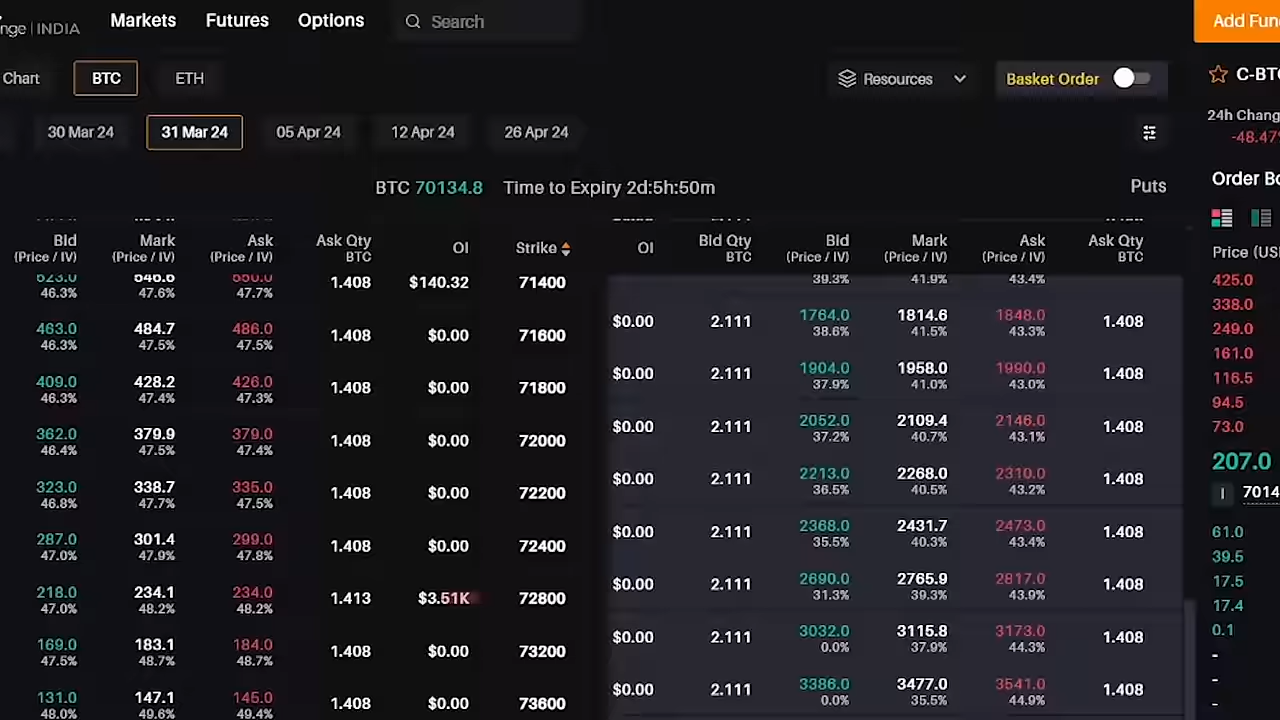 nge | INDIA Markets Futures Options Search Add Fun
Chart BTC ETH Resources Basket Order C-BTC
30 Mar 24 31 Mar 24 05 Apr 24 12 Apr 24 26 Apr 24 24h Chang
-48.47%
BTC 70134.8 Time to Expiry 2d:5h:50m Puts Order Bo
Bid Mark Ask Ask Qty OI Strike OI Bid Qty Bid Mark Ask Ask Qty
(Price / IV) (Price / IV) (Price / IV) BTC BTC (Price / IV) (Price / IV) (Price / IV) BTC Price (US
623.0 546.6 550.0 1.408 $140.32 71400 39.3% 41.9% 43.4% 425.0
46.3% 47.6% 47.7% 338.0
463.0 484.7 486.0 1.408 $0.00 71600 $0.00 2.111 1764.0 1814.6 1848.0 1.408 249.0
46.3% 47.5% 47.5% 38.6% 41.5% 43.3%
409.0 428.2 426.0 1.408 $0.00 71800 $0.00 2.111 1904.0 1958.0 1990.0 1.408 161.0
46.3% 47.4% 47.3% 37.9% 41.0% 43.0% 116.5
94.5
362.0 379.9 379.0 1.408 $0.00 72000 $0.00 2.111 2052.0 2109.4 2146.0 1.408 73.0
46.4% 47.5% 47.4% 37.2% 40.7% 43.1% 207.0
323.0 338.7 335.0 1.408 $0.00 72200 $0.00 2.111 2213.0 2268.0 2310.0 1.408 7014
46.8% 47.7% 47.5% 36.5% 40.5% 43.2%
287.0 301.4 299.0 1.408 $0.00 72400 $0.00 2.111 2368.0 2431.7 2473.0 1.408 61.0
47.0% 47.9% 47.8% 35.5% 40.3% 43.4% 39.5
218.0 234.1 234.0 1.413 $3.51K 72800 $0.00 2.111 2690.0 2765.9 2817.0 1.408 17.5
47.0% 48.2% 48.2% 31.3% 39.3% 43.9% 17.4
169.0 183.1 184.0 1.408 $0.00 73200 $0.00 2.111 3032.0 3115.8 3173.0 1.408 0.1
47.5% 48.7% 48.7% 0.0% 37.9% 44.3% -
131.0 147.1 145.0 1.408 $0.00 73600 $0.00 2.111 3386.0 3477.0 3541.0 1.408 -
48.0% 49.6% 49.4% 0.0% 35.5% 44.9% -